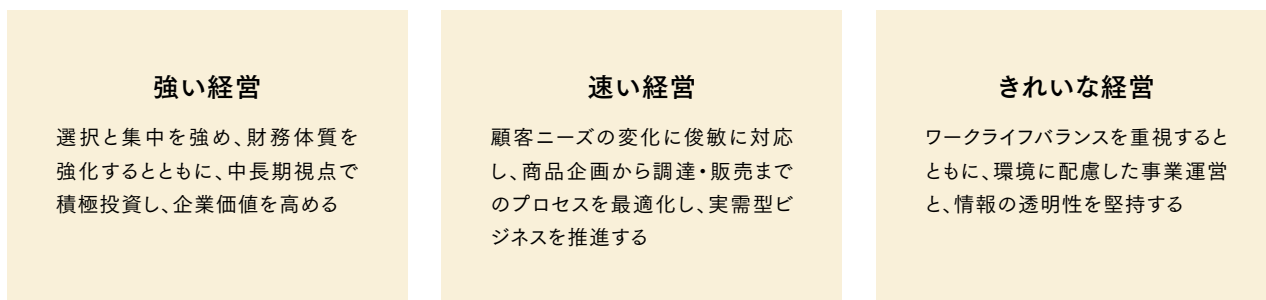 強い経営
選択と集中を強め、財務体質を
強化するとともに、中長期視点で
積極投資し、企業価値を高める
速い経営
顧客ニーズの変化に俊敏に対応
し、商品企画から調達・販売まで
のプロセスを最適化し、実需型ビ
ジネスを推進する
きれいな経営
ワークライフバランスを重視すると
ともに、環境に配慮した事業運営
と、情報の透明性を堅持する